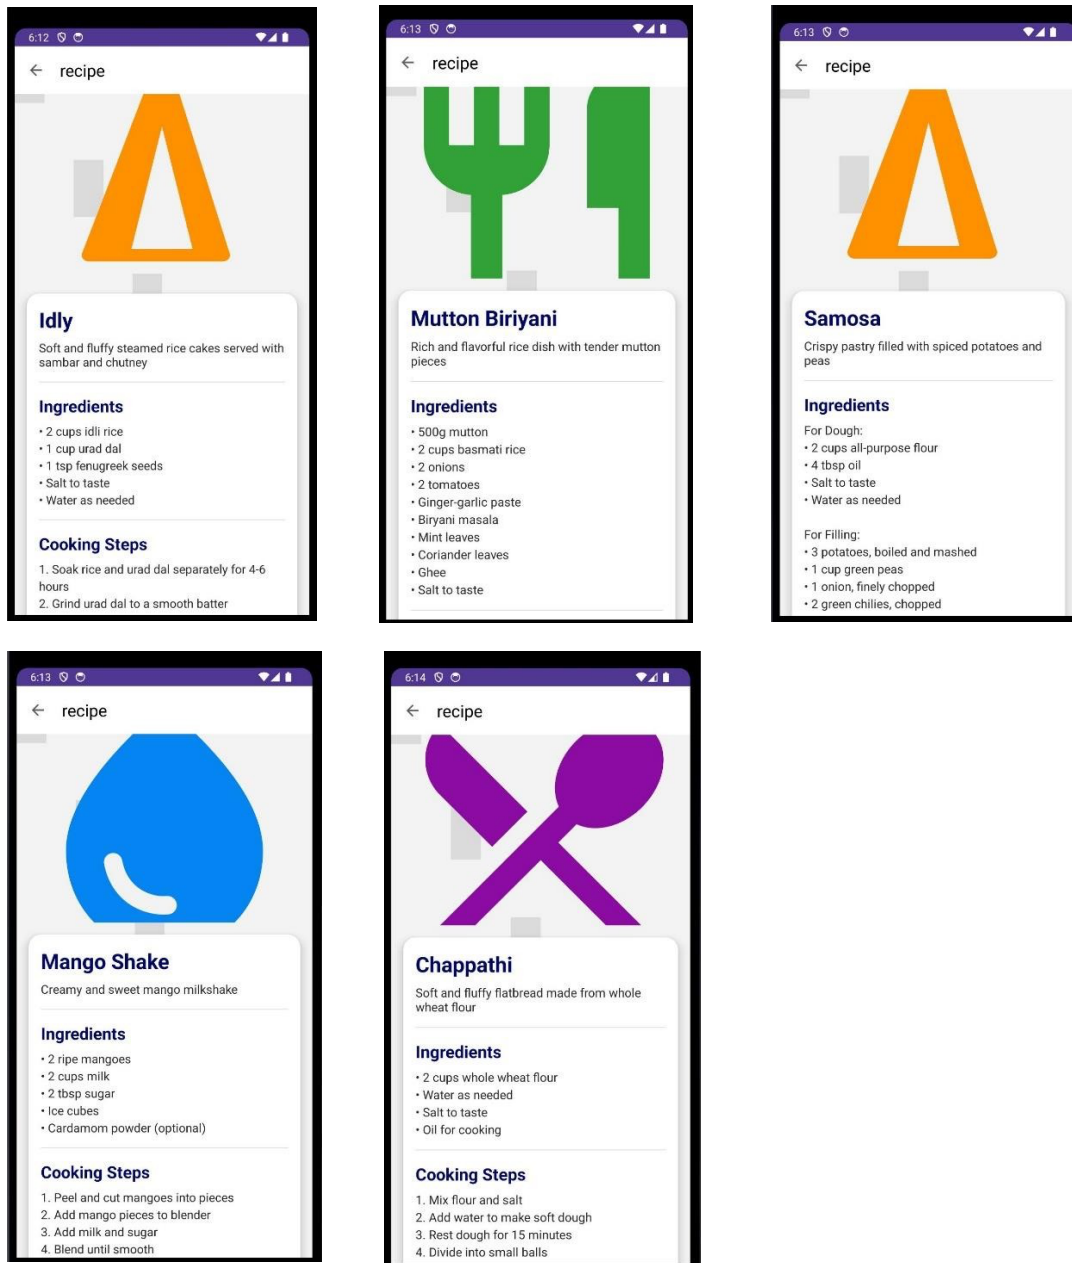 6:12
recipe
Idly
Soft and fluffy steamed rice cakes served with
sambar and chutney
Ingredients
• 2 cups idli rice
• 1 cup urad dal
• 1 tsp fenugreek seeds
• Salt to taste
• Water as needed
Cooking Steps
1. Soak rice and urad dal separately for 4-6
hours
2. Grind urad dal to a smooth batter
6:13
recipe
Mutton Biriyani
Rich and flavorful rice dish with tender mutton
pieces
Ingredients
• 500g mutton
• 2 cups basmati rice
• 2 onions
• 2 tomatoes
• Ginger-garlic paste
• Biryani masala
• Mint leaves
• Coriander leaves
• Ghee
• Salt to taste
6:13
recipe
Samosa
Crispy pastry filled with spiced potatoes and
peas
Ingredients
For Dough:
• 2 cups all-purpose flour
• 4 tbsp oil
• Salt to taste
• Water as needed
For Filling:
• 3 potatoes, boiled and mashed
• 1 cup green peas
• 1 onion, finely chopped
• 2 green chilies, chopped
6:13
recipe
Mango Shake
Creamy and sweet mango milkshake
Ingredients
• 2 ripe mangoes
• 2 cups milk
• 2 tbsp sugar
• Ice cubes
• Cardamom powder (optional)
Cooking Steps
1. Peel and cut mangoes into pieces
2. Add mango pieces to blender
3. Add milk and sugar
4. Blend until smooth
6:14
recipe
Chappathi
Soft and fluffy flatbread made from whole
wheat flour
Ingredients
• 2 cups whole wheat flour
• Water as needed
• Salt to taste
• Oil for cooking
Cooking Steps
1. Mix flour and salt
2. Add water to make soft dough
3. Rest dough for 15 minutes
4. Divide into small balls